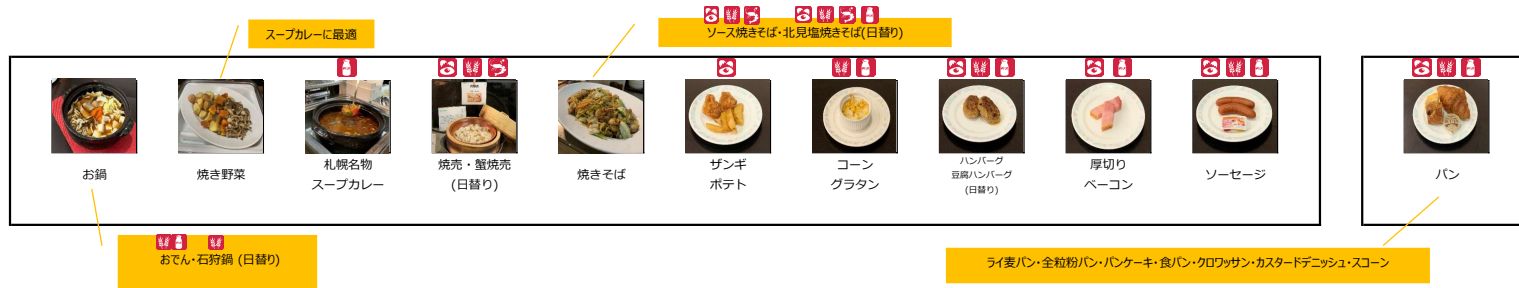 スープカレーに最適
ソース焼きそば・北見塩焼きそば(日替り)
お鍋
焼き野菜
札幌名物
スープカレー
焼売・蟹焼売
(日替り)
焼きそば
ザンギ
ポテト
コーン
グラタン
ハンバーグ
豆腐ハンバーグ
(日替り)
厚切り
ベーコン
ソーセージ
パン
おでん・石狩鍋 (日替り)
ライ麦パン・全粒粉パン・パンケーキ・食パン・クロワッサン・カスタードデニッシュ・スコーン